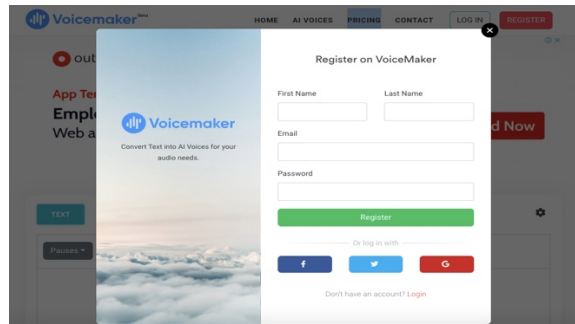 Voicemaker Beta
HOME AI VOICES PRICING CONTACT LOG IN REGISTER
out
App Te
Empl
Web a
d Now
TEXT
Pauses
Voicemaker
Convert Text into AI Voices for your
audio needs.
Register on VoiceMaker
First Name Last Name
Email
Password
Register
Or log in with
f G
Don't have an account? Login